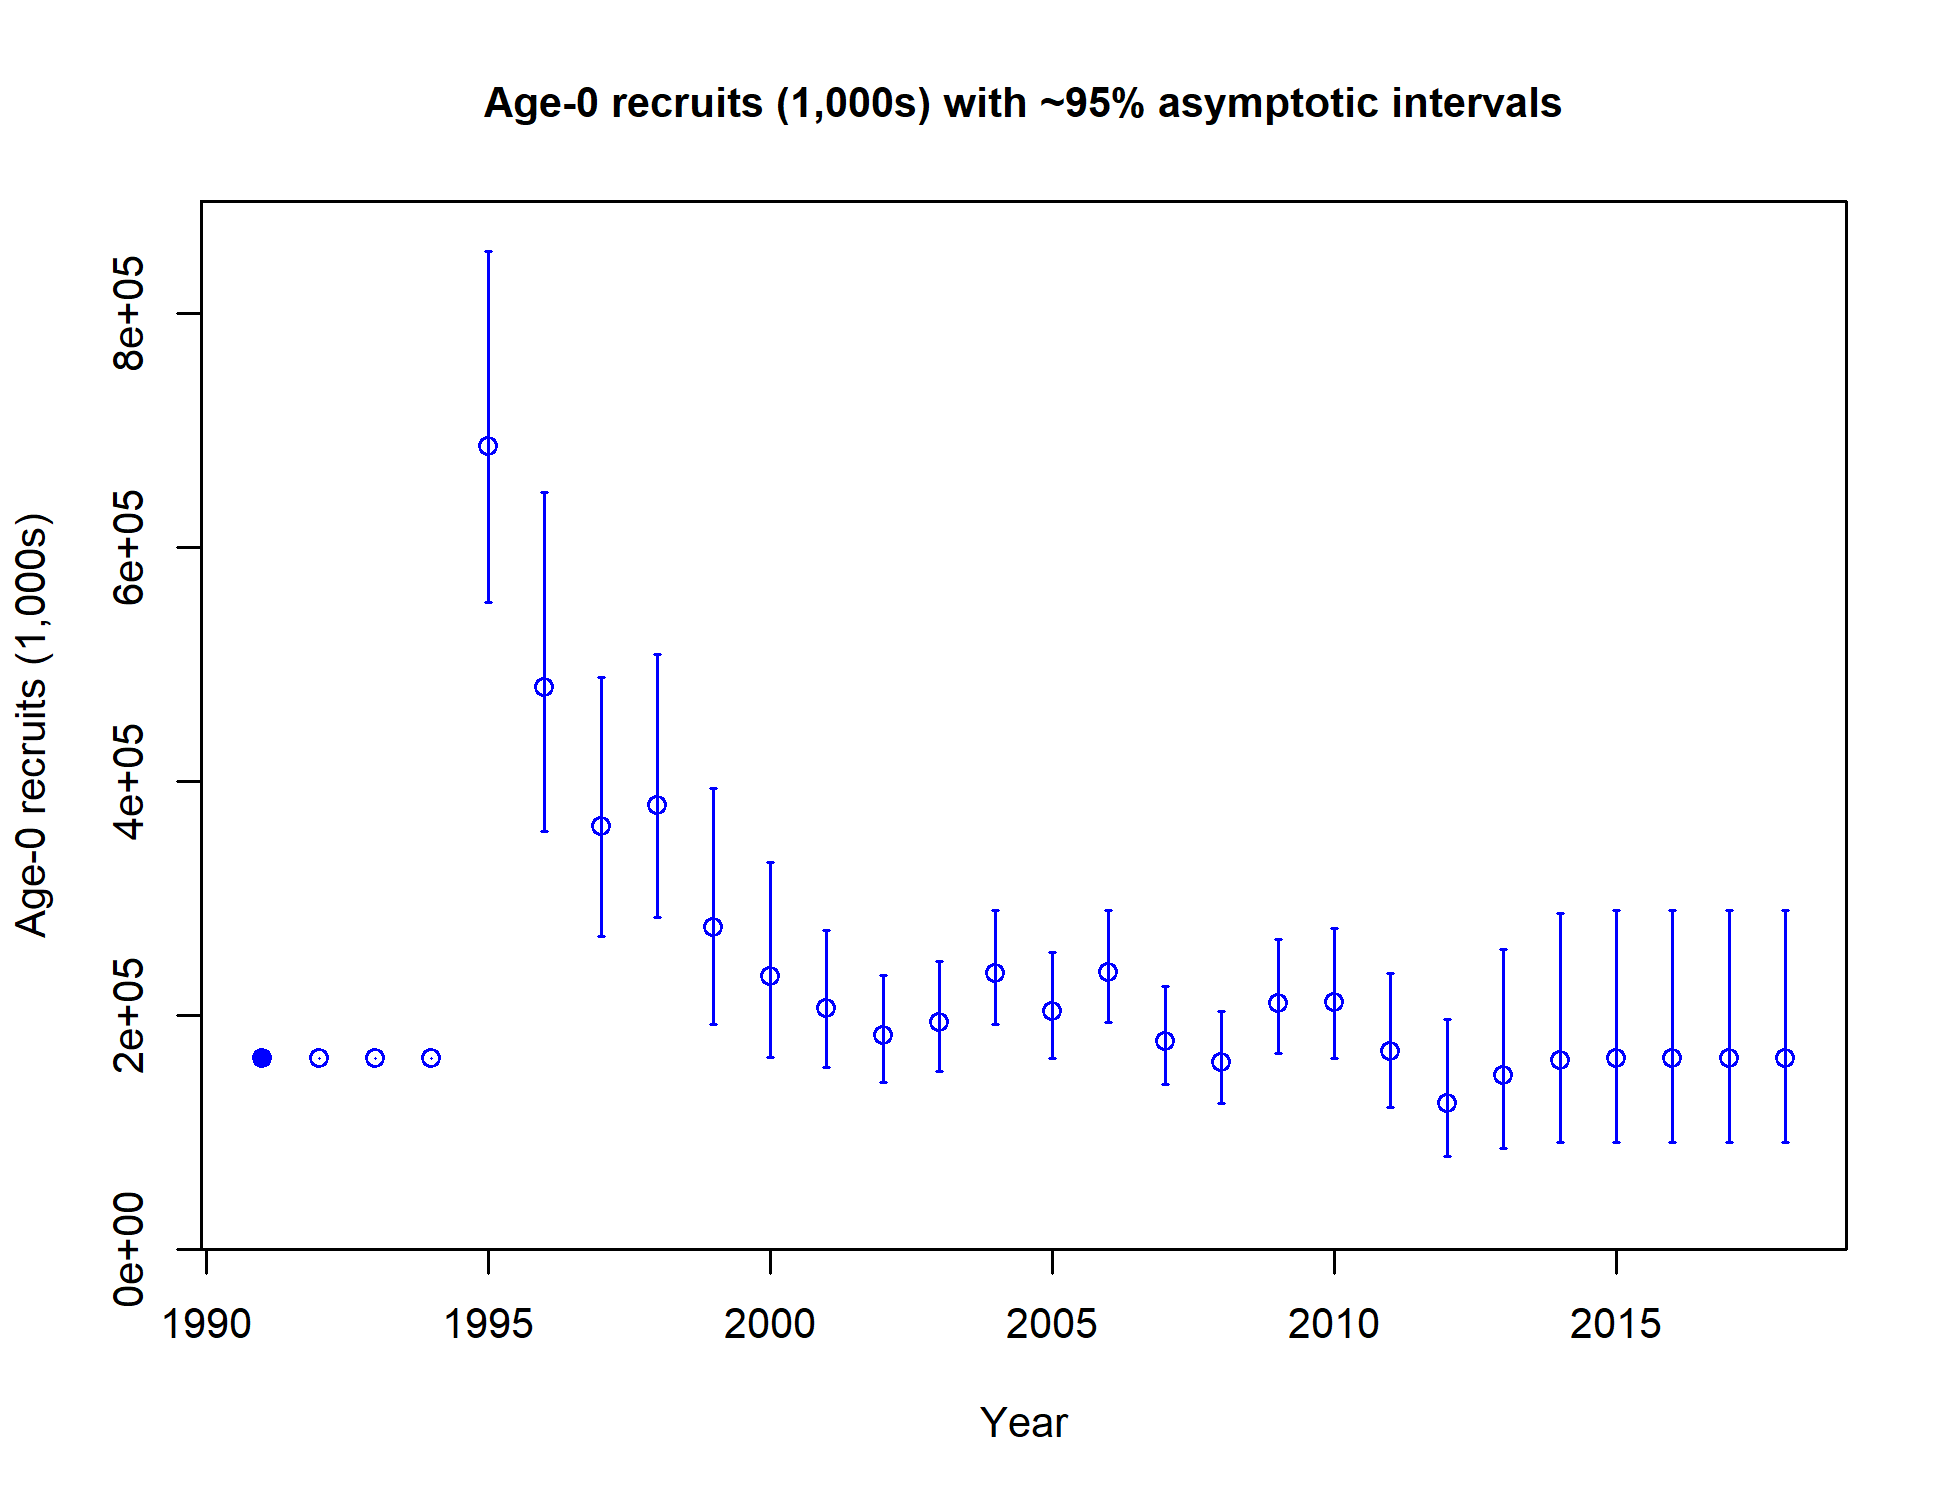 Age-0 recruits (1,000s) with ~95% asymptotic intervals
Age-0 recruits (1,000s)
8e+05
6e+05
4e+05
2e+05
0e+00
1990 1995 2000 2005 2010 2015
Year